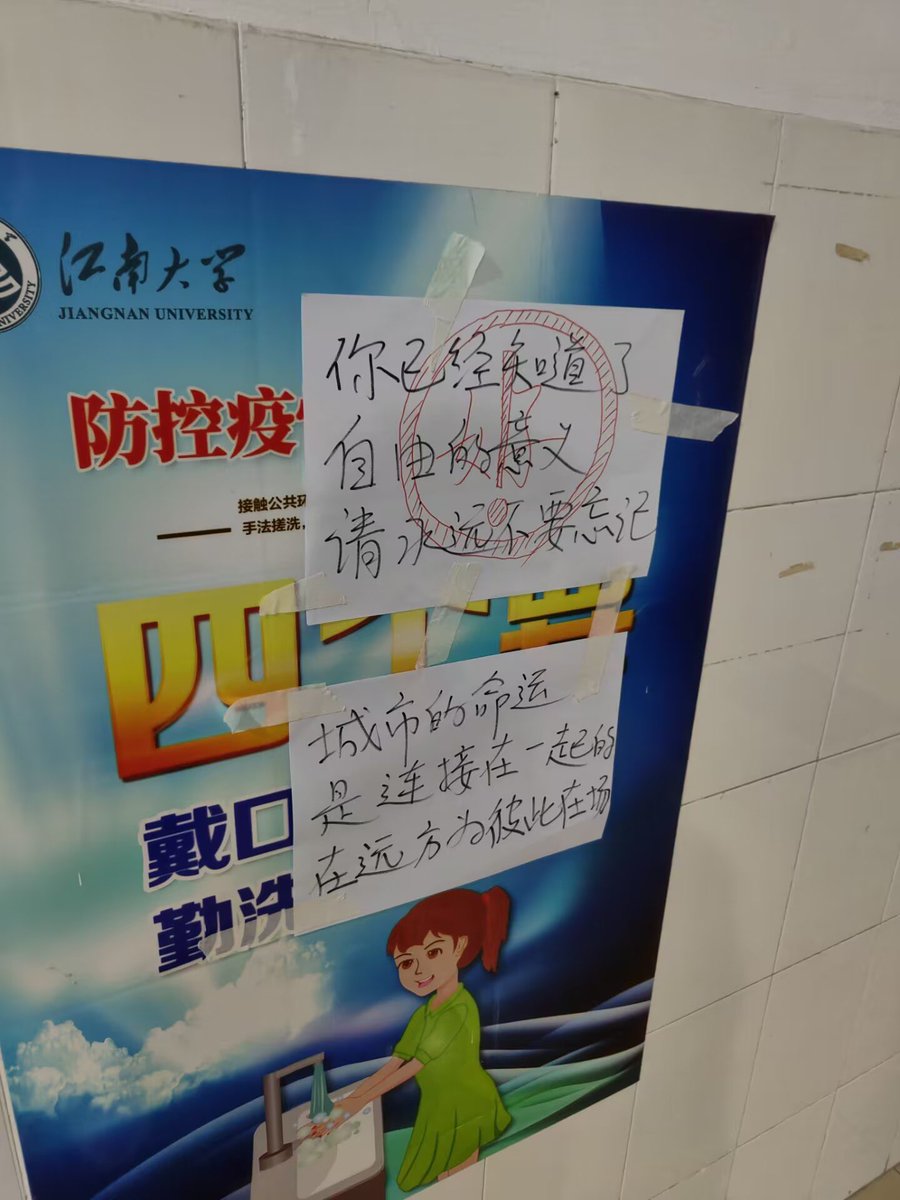 江南大学
JIANGNAN UNIVERSITY
UNIVERSITY
防控疫
接触公共环
手法搓洗，
你已经知道了
自由的意义
请永远不要忘记
四不要
城市的命运
是连接在一起的
在远方为彼此在场
戴口
勤洗